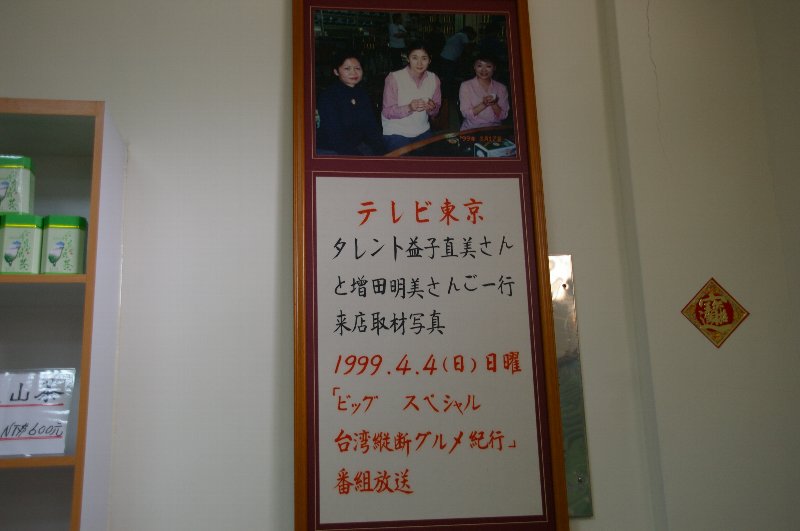 テレビ東京
タレント益子直美さん
と増田明美さんご一行
来店取材写真
1999.4.4(日)日曜
「ビッグ スペシャル
台湾縦断グルメ紀行」
番組放送
山茶
NT$600元